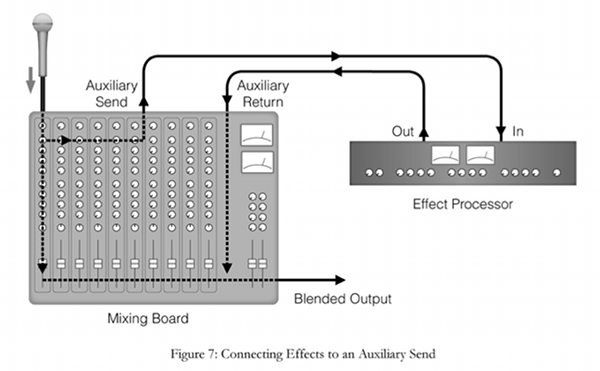 Auxiliary
Send
Auxiliary
Return
Out
In
Effect Processor
Blended Output
Mixing Board
Figure 7: Connecting Effects to an Auxiliary Send